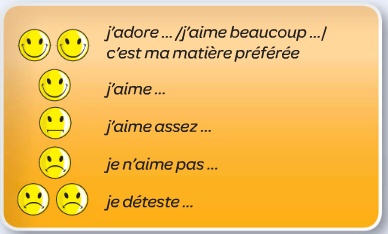 j'adore ... /j'aime beaucoup .../
c'est ma matière préférée
j'aime ...
j'aime assez ...
je n'aime pas ...
je déteste ...